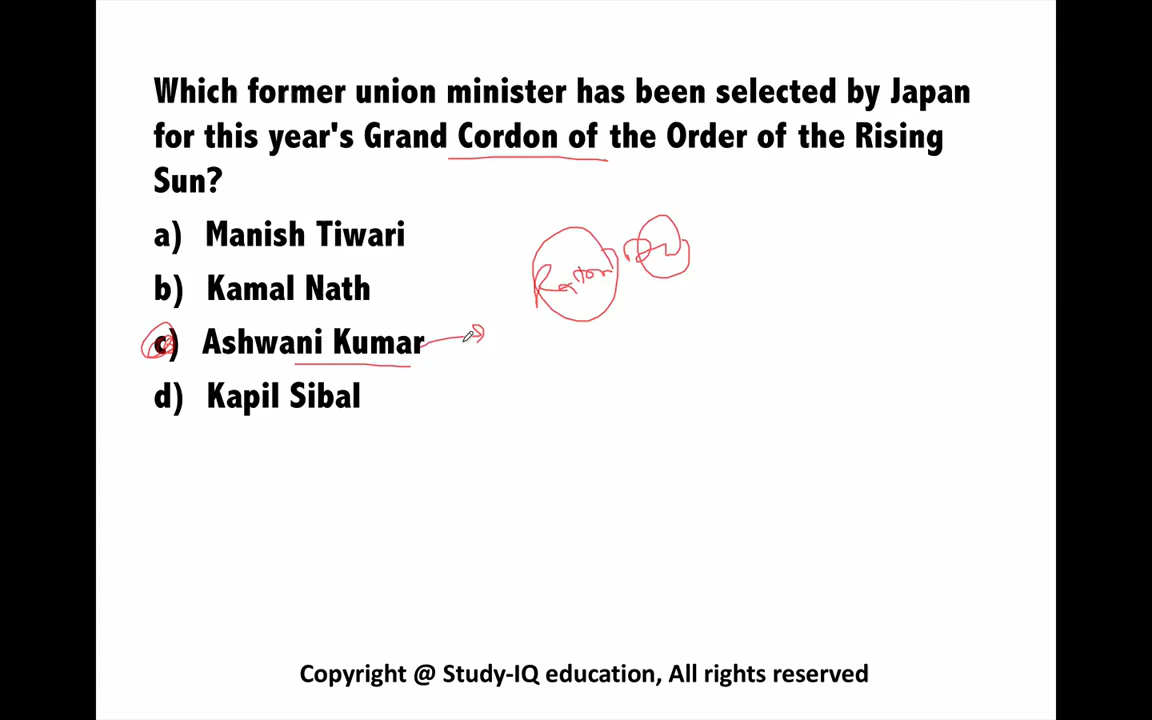 Which former union minister has been selected by Japan
for this year's Grand Cordon of the Order of the Rising
Sun?
a) Manish Tiwari
b) Kamal Nath
c) Ashwani Kumar
d) Kapil Sibal
Copyright @ Study-IQ education, All rights reserved